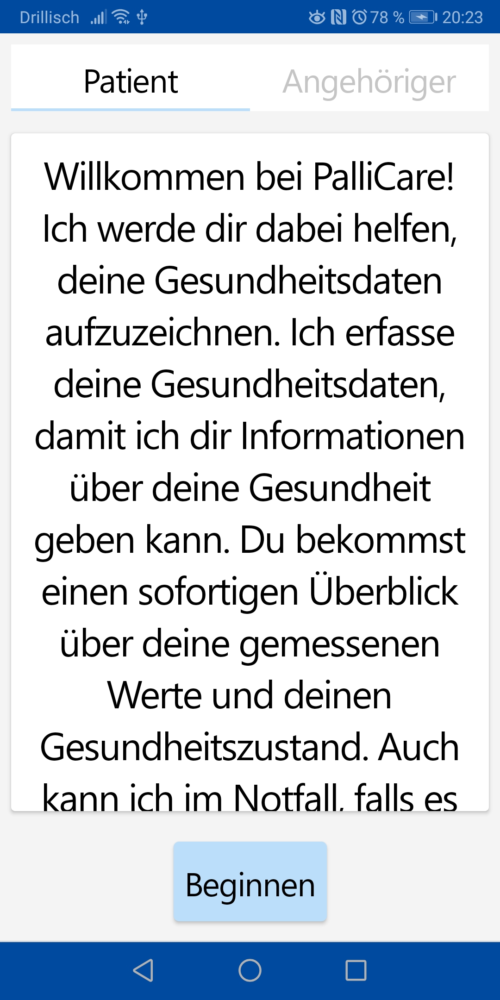 Drillisch 78 % 20:23
Patient Angehöriger
Willkommen bei PalliCare!
Ich werde dir dabei helfen,
deine Gesundheitsdaten
aufzuzeichnen. Ich erfasse
deine Gesundheitsdaten,
damit ich dir Informationen
über deine Gesundheit
geben kann. Du bekommst
einen sofortigen Überblick
über deine gemessenen
Werte und deinen
Gesundheitszustand. Auch
kann ich im Notfall, falls es
Beginnen